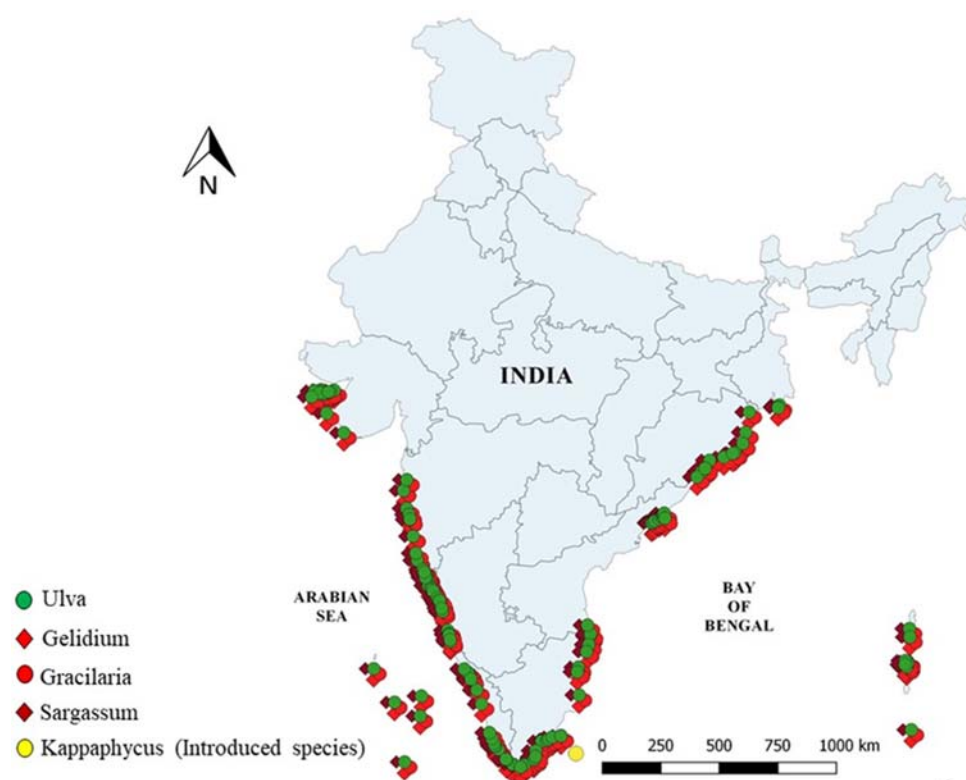 N
INDIA
ARABIAN
SEA
BAY
OF
BENGAL
Ulva
Gelidium
Gracilaria
Sargassum
Kappaphycus (Introduced species)
0 250 500 750 1000 km